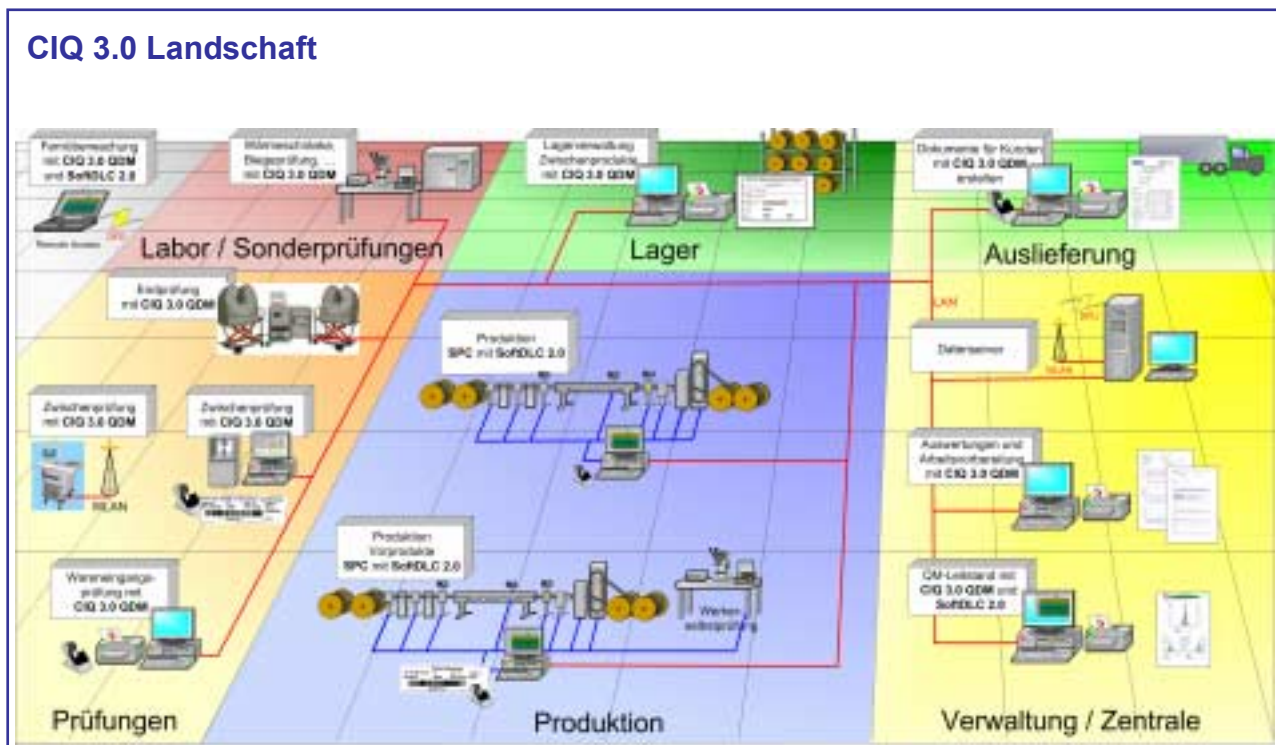 CIQ 3.0 Landschaft
Fernüberwachung
mit CIQ 3.0 QDM
und SoftDLC 2.0
Remote Access
Wärmeschränke,
Biegeprüfung, ...
mit CIQ 3.0 QDM
Labor / Sonderprüfungen
Lagerverwaltung
Zwischenprodukte
mit CIQ 3.0 QDM
Lager
Dokumente für Kunden
mit CIQ 3.0 QDM
erstellen
Auslieferung
Endprüfung
mit CIQ 3.0 QDM
Zwischenprüfung
mit CIQ 3.0 QDM
WLAN
Zwischenprüfung
mit CIQ 3.0 QDM
Wareneingangs-
prüfung mit
CIQ 3.0 QDM
Prüfungen
Produktion
SPC mit SoftDLC 2.0
Produktion
Vorprodukte
SPC mit SoftDLC 2.0
Werker-
selbstprüfung
Produktion
LAN
Datenserver
WLAN
Auswertungen und
Arbeitsvorbereitung
mit CIQ 3.0 QDM
QM-Leitstand mit
CIQ 3.0 QDM und
SoftDLC 2.0
Verwaltung / Zentrale